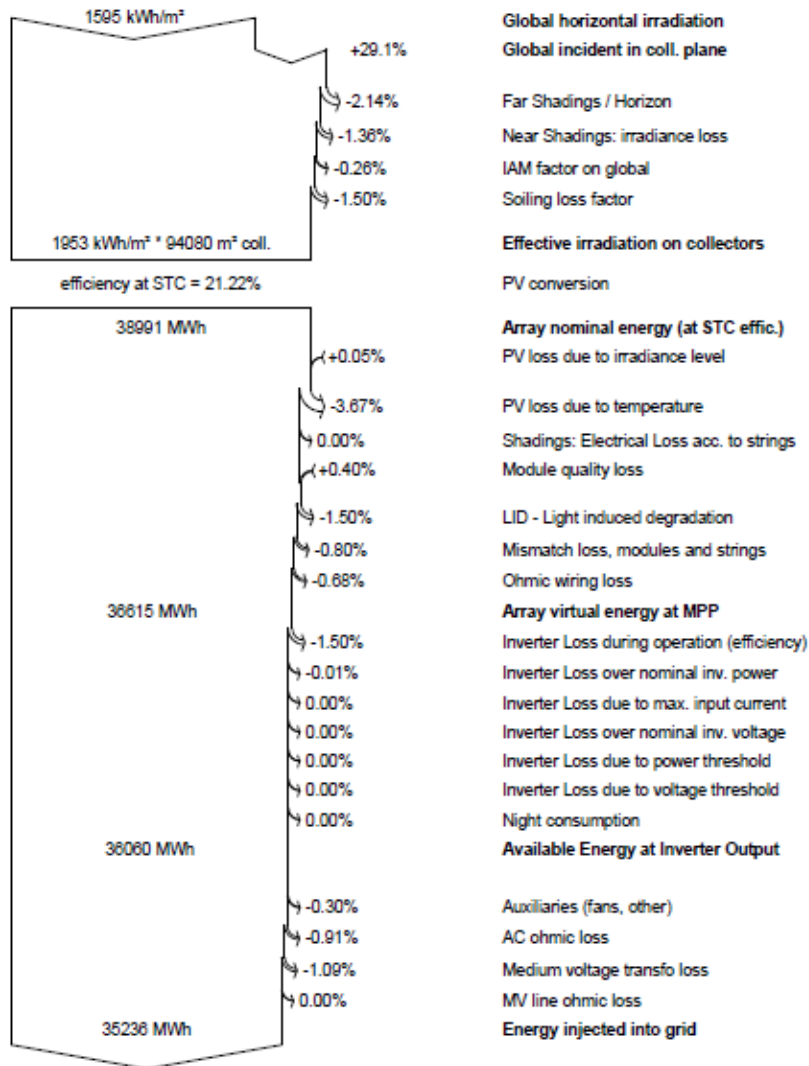 1595 kWh/m² Global horizontal irradiation
+29.1% Global incident in coll. plane
-2.14% Far Shadings / Horizon
-1.36% Near Shadings: irradiance loss
-0.26% IAM factor on global
-1.50% Soiling loss factor
1953 kWh/m² * 94080 m² coll. Effective irradiation on collectors
efficiency at STC = 21.22% PV conversion
38991 MWh Array nominal energy (at STC effic.)
+0.05% PV loss due to irradiance level
-3.67% PV loss due to temperature
0.00% Shadings: Electrical Loss acc. to strings
+0.40% Module quality loss
-1.50% LID - Light induced degradation
-0.80% Mismatch loss, modules and strings
-0.68% Ohmic wiring loss
36615 MWh Array virtual energy at MPP
-1.50% Inverter Loss during operation (efficiency)
-0.01% Inverter Loss over nominal inv. power
0.00% Inverter Loss due to max. input current
0.00% Inverter Loss over nominal inv. voltage
0.00% Inverter Loss due to power threshold
0.00% Inverter Loss due to voltage threshold
0.00% Night consumption
36060 MWh Available Energy at Inverter Output
-0.30% Auxiliaries (fans, other)
-0.91% AC ohmic loss
-1.09% Medium voltage transfo loss
0.00% MV line ohmic loss
35236 MWh Energy injected into grid